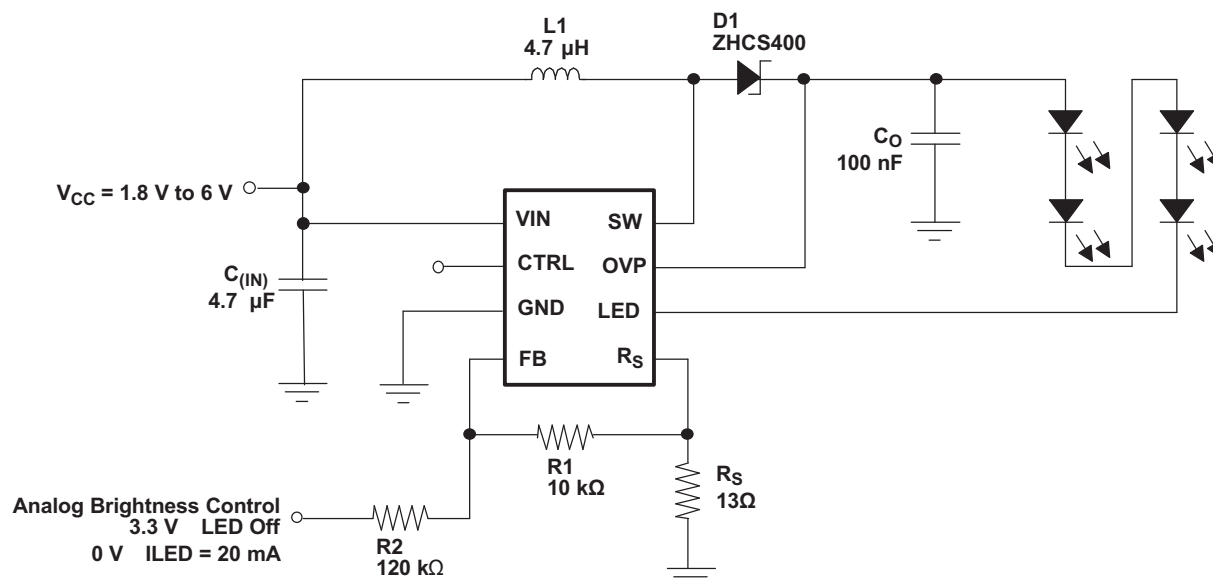 L1
4.7 µH
D1
ZHCS400
CO
100 nF
VCC = 1.8 V to 6 V
C(IN)
4.7 µF
VIN
CTRL
GND
FB
SW
OVP
LED
RS
R1
10 kΩ
RS
13Ω
Analog Brightness Control
3.3 V LED Off
0 V ILED = 20 mA
R2
120 kΩ